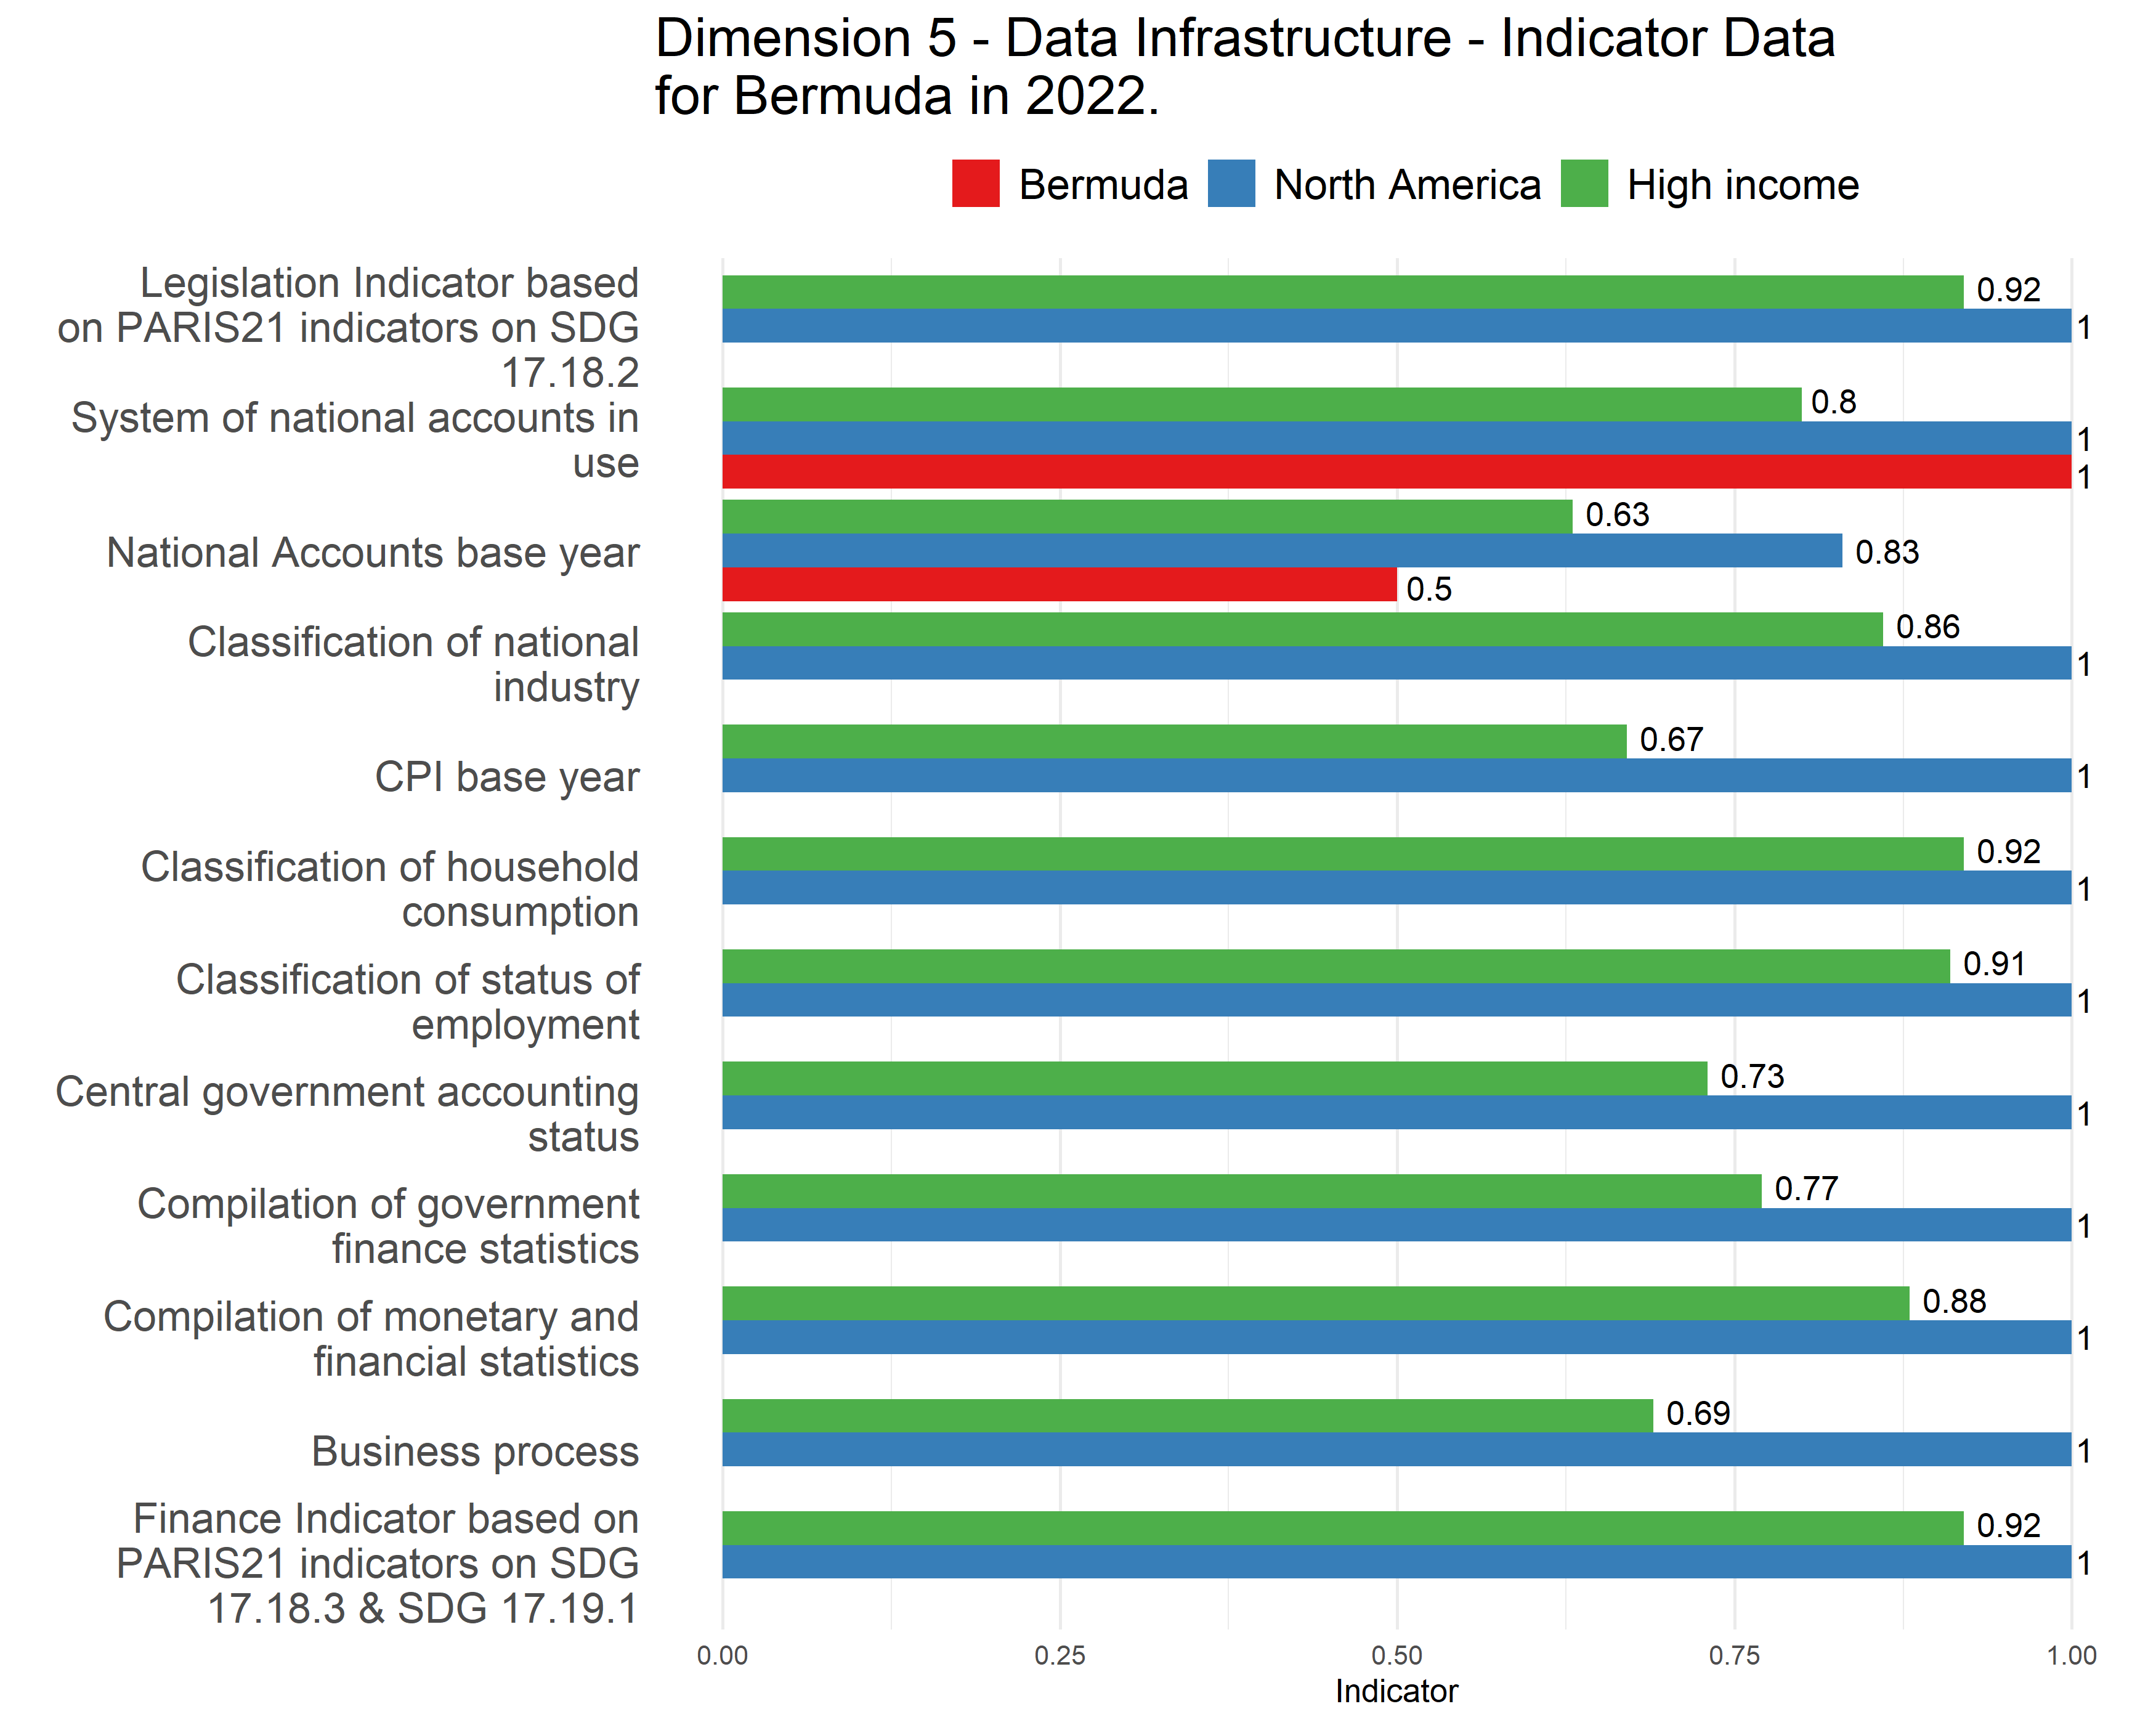 Dimension 5 - Data Infrastructure - Indicator Data
for Bermuda in 2022.
Bermuda North America High income
Legislation Indicator based
on PARIS21 indicators on SDG
17.18.2
0.92
1
System of national accounts in
use
0.8
1
1
National Accounts base year
0.63
0.83
0.5
Classification of national
industry
0.86
1
CPI base year
0.67
1
Classification of household
consumption
0.92
1
Classification of status of
employment
0.91
1
Central government accounting
status
0.73
1
Compilation of government
finance statistics
0.77
1
Compilation of monetary and
financial statistics
0.88
1
Business process
0.69
1
Finance Indicator based on
PARIS21 indicators on SDG
17.18.3 & SDG 17.19.1
0.92
1
0.00 0.25 0.50 0.75 1.00
Indicator